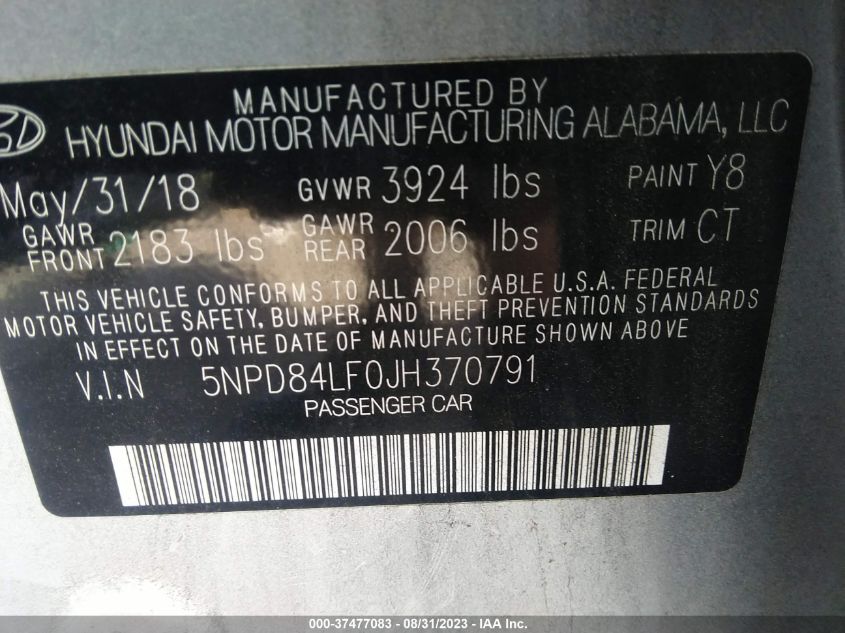 MANUFACTURED BY
HYUNDAI MOTOR MANUFACTURING ALABAMA, LLC
May/31/18 GVWR 3924 lbs PAINT Y8
GAWR FRONT 2183 lbs GAWR REAR 2006 lbs TRIM CT
THIS VEHICLE CONFORMS TO ALL APPLICABLE U.S.A. FEDERAL
MOTOR VEHICLE SAFETY, BUMPER, AND THEFT PREVENTION STANDARDS
IN EFFECT ON THE DATE OF MANUFACTURE SHOWN ABOVE
V.I.N 5NPD84LF0JH370791
PASSENGER CAR
000-37477083 - 08/31/2023 - IAA Inc.